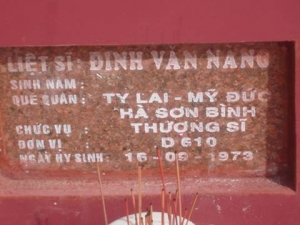 LIỆT SĨ : ĐINH VĂN NANG
SINH NĂM :
QUÊ QUÁN : TY LAI - MỸ ĐỨC
HÀ SƠN BÌNH
CHỨC VỤ : THƯỢNG SĨ
ĐƠN VỊ : D 610
NGÀY HY SINH : 16-09-1973